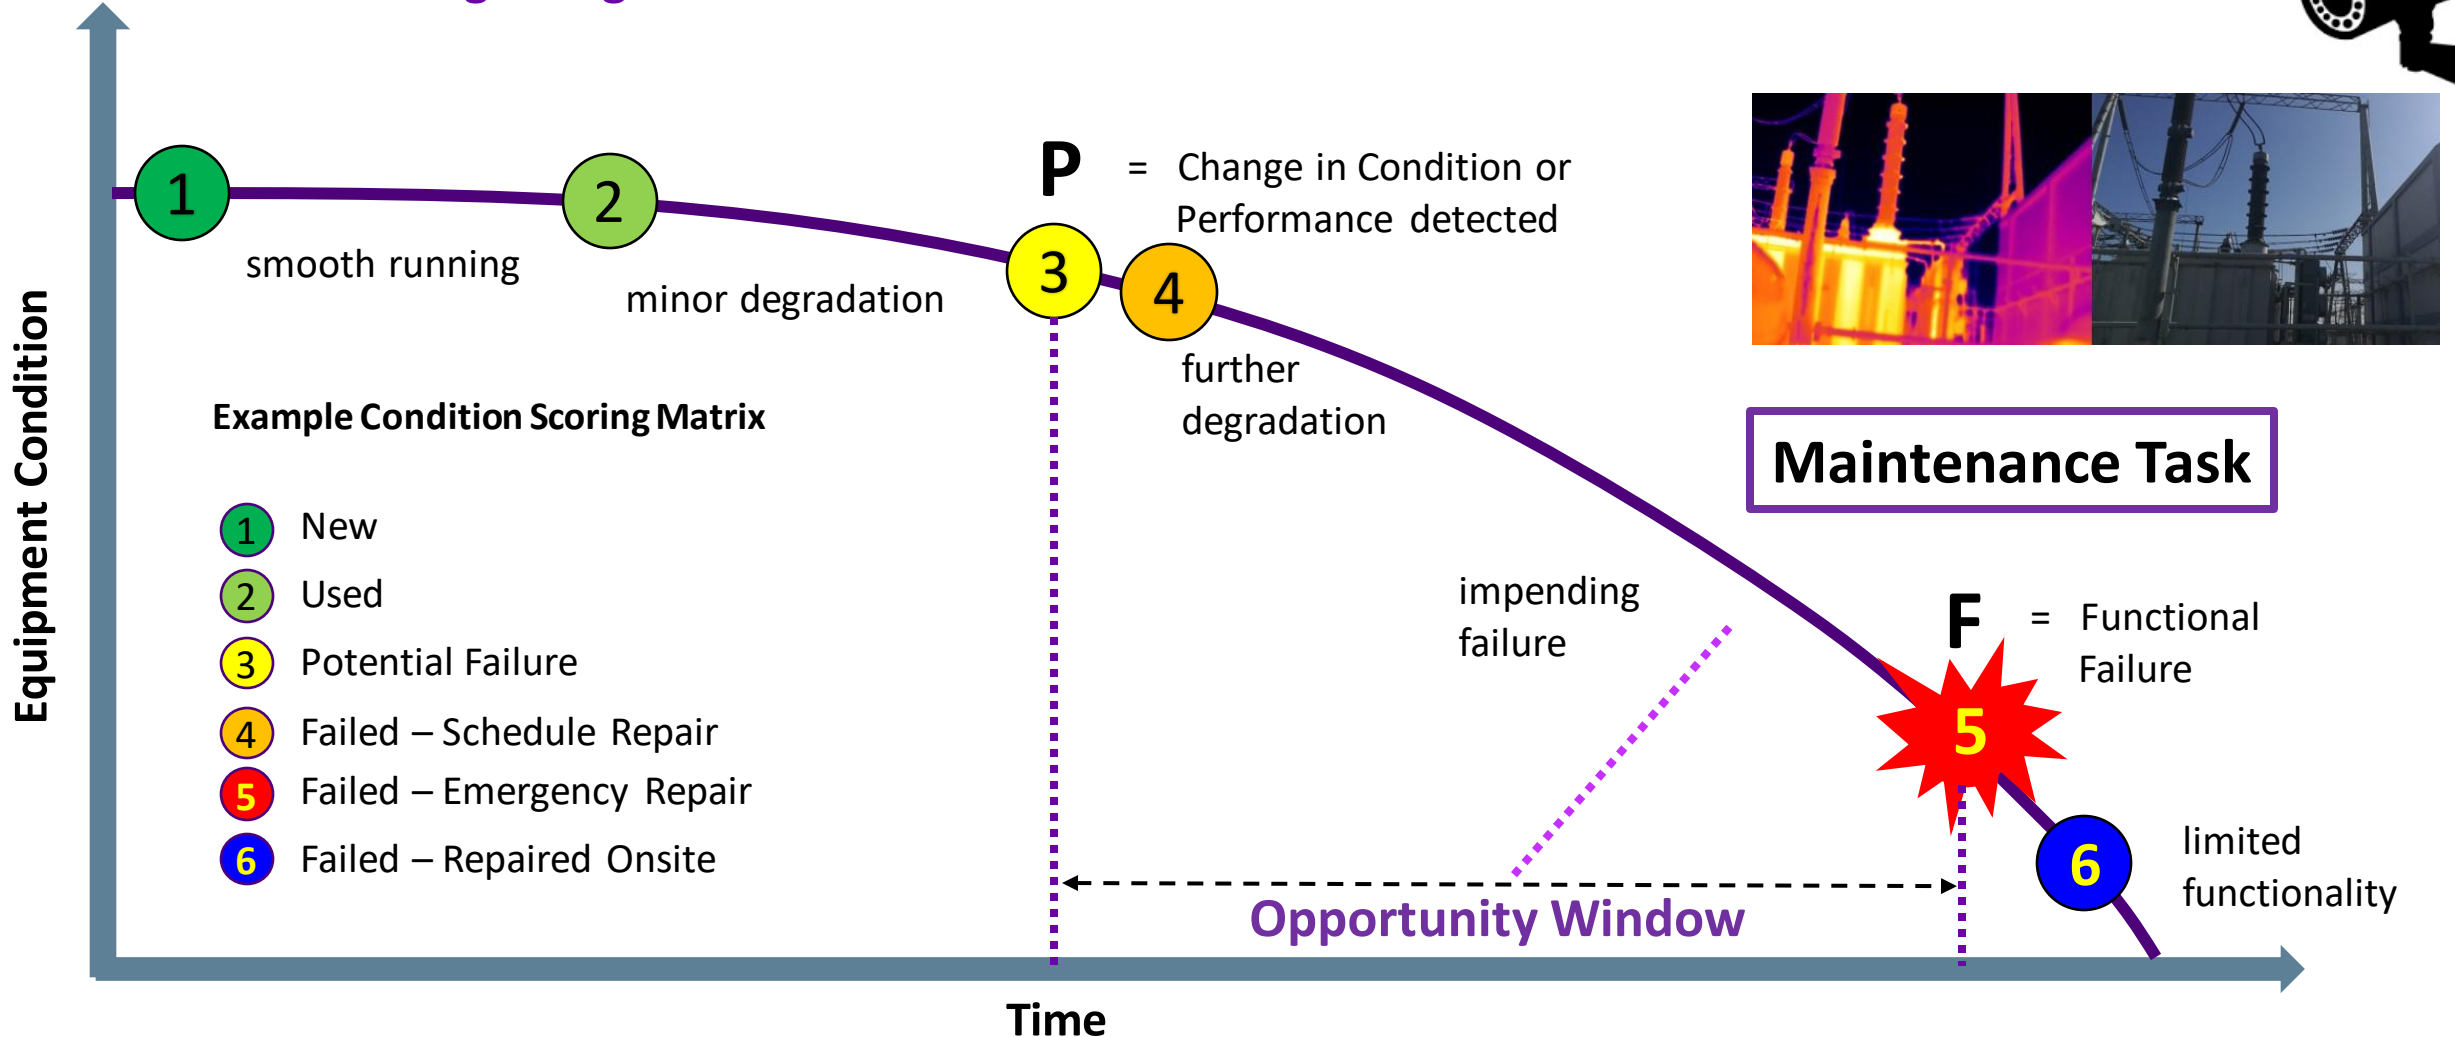 1
2
P = Change in Condition or
Performance detected
3
4
smooth running
minor degradation
further
degradation
Equipment Condition
Example Condition Scoring Matrix
1 New
2 Used
3 Potential Failure
4 Failed – Schedule Repair
5 Failed – Emergency Repair
6 Failed – Repaired Onsite
Maintenance Task
impending
failure
F = Functional
Failure
5
6
limited
functionality
Opportunity Window
Time